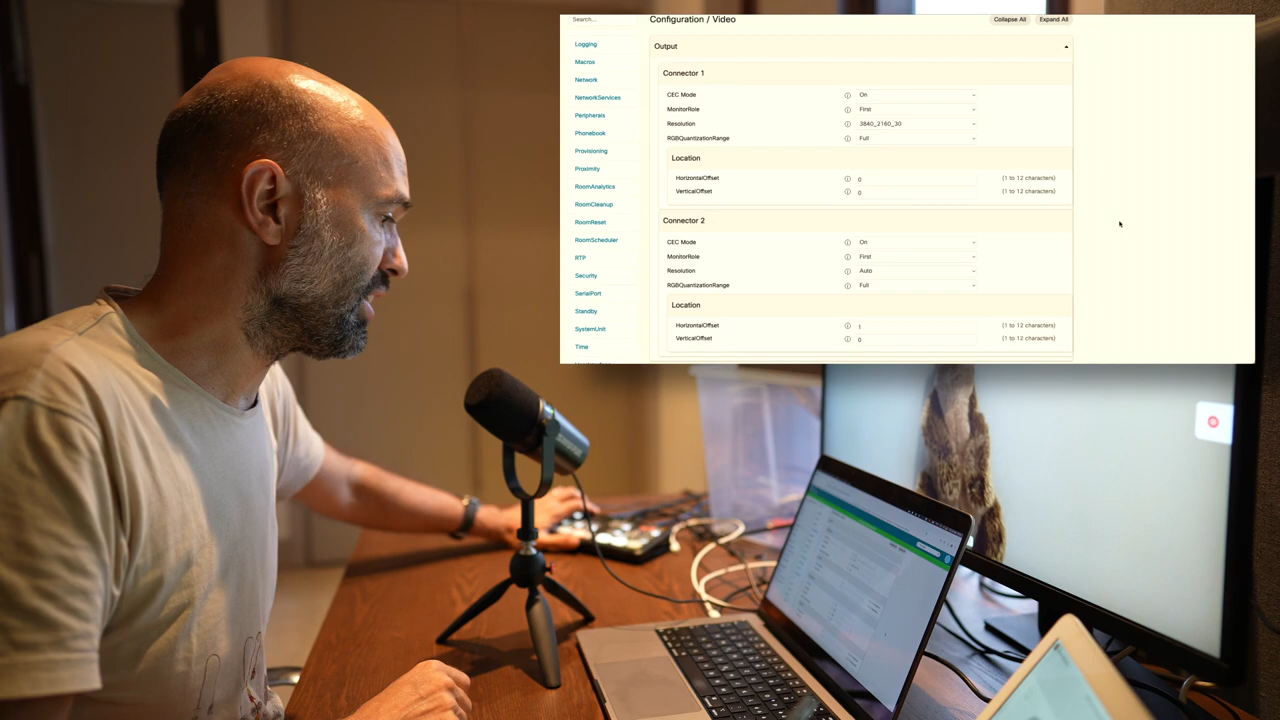 Search...
Configuration / Video
Collapse All
Expand All
Logging
Macros
Network
NetworkServices
Peripherals
Phonebook
Provisioning
Proximity
RoomAnalytics
RoomCleanup
RoomReset
RoomScheduler
RTP
Security
SerialPort
Standby
SystemUnit
Time
Output
Connector 1
CEC Mode On
MonitorRole First
Resolution 3840_2160_30
RGBQuantizationRange Full
Location
HorizontalOffset 0 (1 to 12 characters)
VerticalOffset 0 (1 to 12 characters)
Connector 2
CEC Mode On
MonitorRole First
Resolution Auto
RGBQuantizationRange Full
Location
HorizontalOffset 1 (1 to 12 characters)
VerticalOffset 0 (1 to 12 characters)